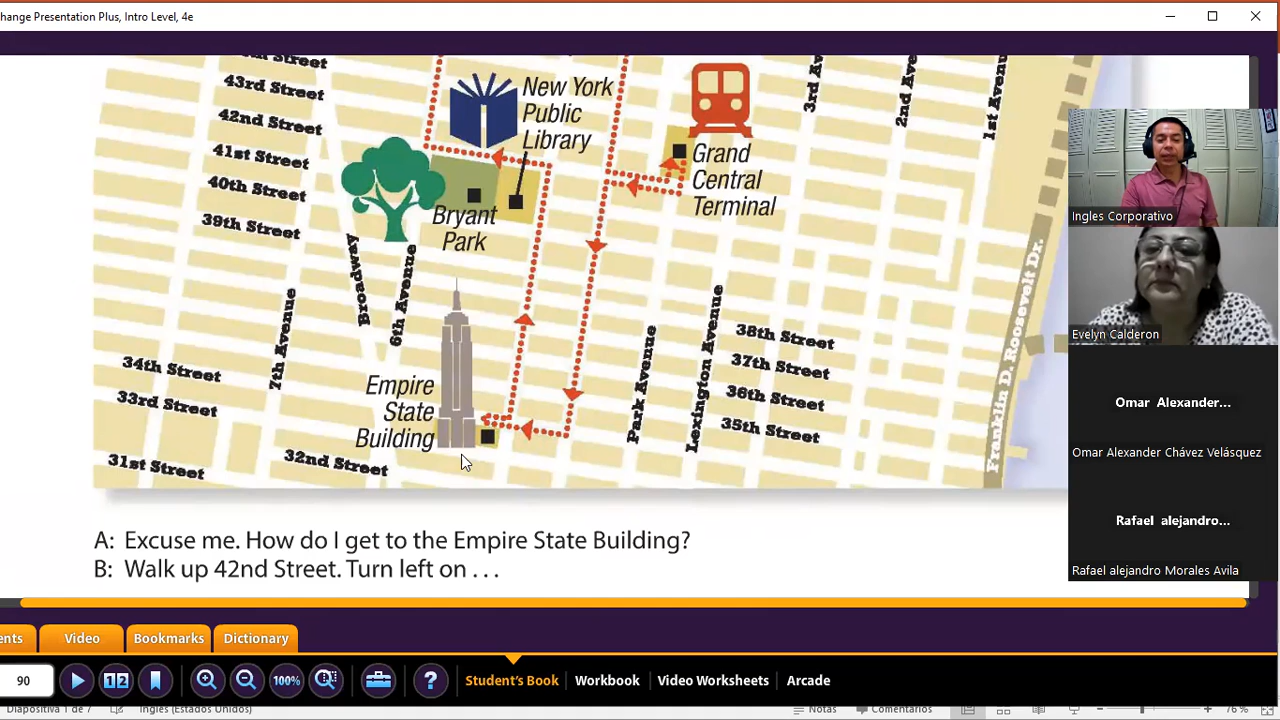 change Presentation Plus, Intro Level, 4e
Street
43rd Street
42nd Street
41st Street
40th Street
39th Street
New York
Public
Library
3rd Av
2nd Ave
1st Avenu
Grand
Central
Terminal
Bryant
Park
Broadway
6th Avenue
7th Avenue
34th Street
33rd Street
31st Street
32nd Street
Empire
State
Building
Park Avenue
Lexington Avenue
38th Street
37th Street
36th Street
35th Street
Franklin D. Roosevelt Dr.
A: Excuse me. How do I get to the Empire State Building?
B: Walk up 42nd Street. Turn left on . . .
Ingles Corporativo
Evelyn Calderon
Omar Alexander...
Omar Alexander Chávez Velásquez
Rafael alejandro...
Rafael alejandro Morales Avila
ents Video Bookmarks Dictionary
90 1 2 100% ? Student's Book Workbook Video Worksheets Arcade
Diapositiva 1 de 7 Inglés (Estados Unidos) Notas Comentarios 76 %